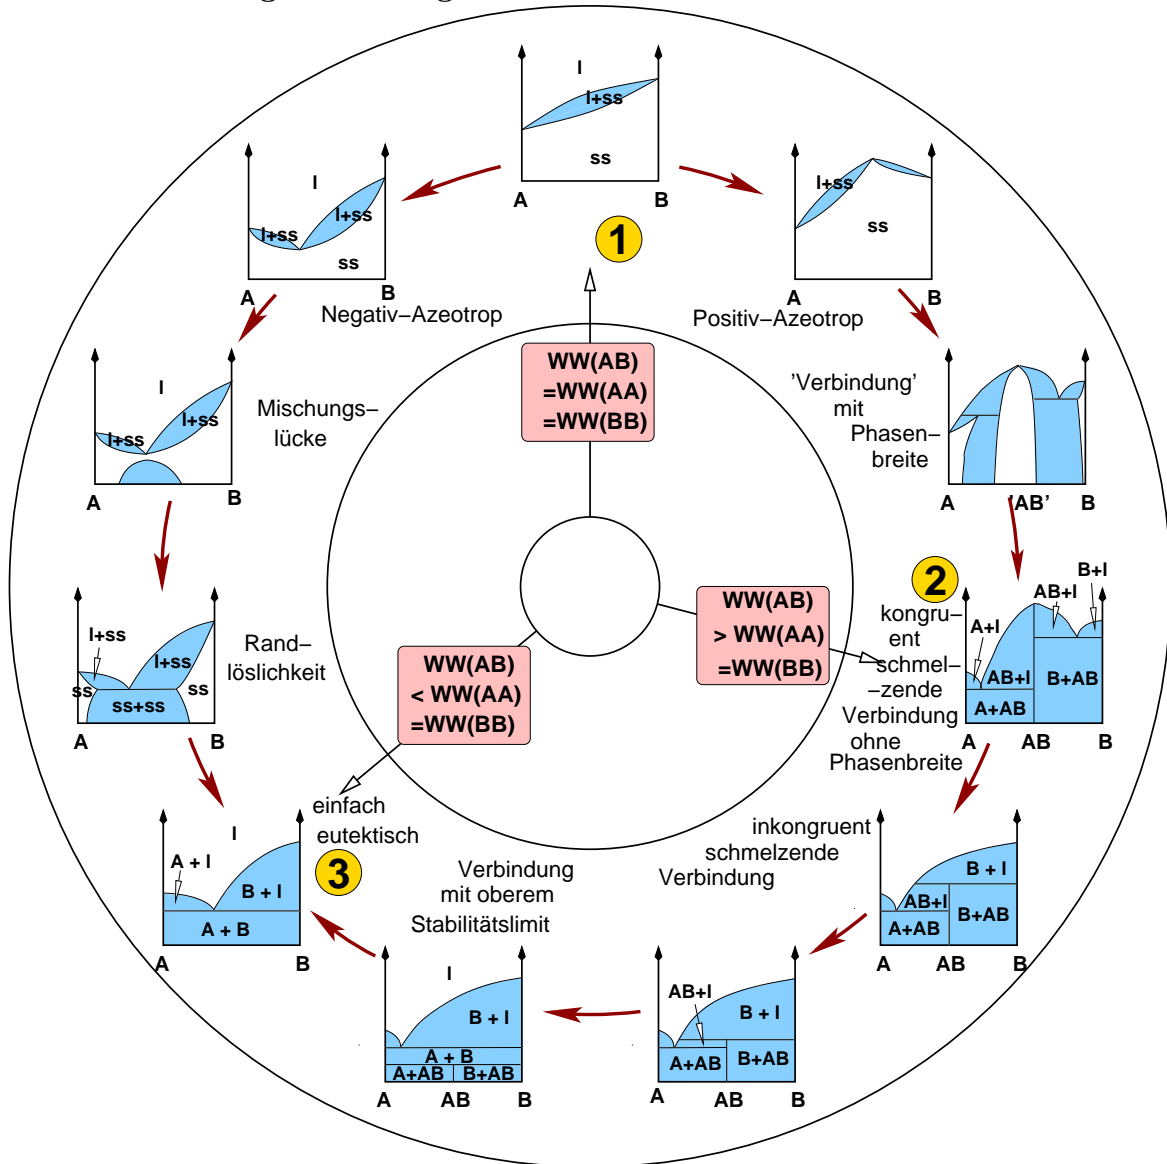 l
l+ss
ss
A B
1
l
l+ss
l+ss
ss
A B
Negativ–Azeotrop
l+ss
ss
A B
Positiv–Azeotrop
WW(AB)
=WW(AA)
=WW(BB)
l
l+ss
l+ss
A B
Mischungs–
lücke
'Verbindung'
mit
Phasen–
breite
A 'AB' B
l+ss
l+ss
ss
ss
ss+ss
A B
Rand–
löslichkeit
WW(AB)
< WW(AA)
=WW(BB)
WW(AB)
> WW(AA)
=WW(BB)
2
kongru–
ent
schmel–
–zende
Verbindung
ohne
Phasenbreite
A+l
AB+l
B+l
AB+l
B+AB
A+AB
A AB B
einfach
eutektisch
3
l
A + l
B + l
A + B
A B
Verbindung
mit oberem
Stabilitätslimit
l
B + l
A + B
A+AB B+AB
A AB B
inkongruent
schmelzende
Verbindung
AB+l
B + l
A+AB
B+AB
A AB B
B + l
AB+l
B+AB
A+AB
A AB B